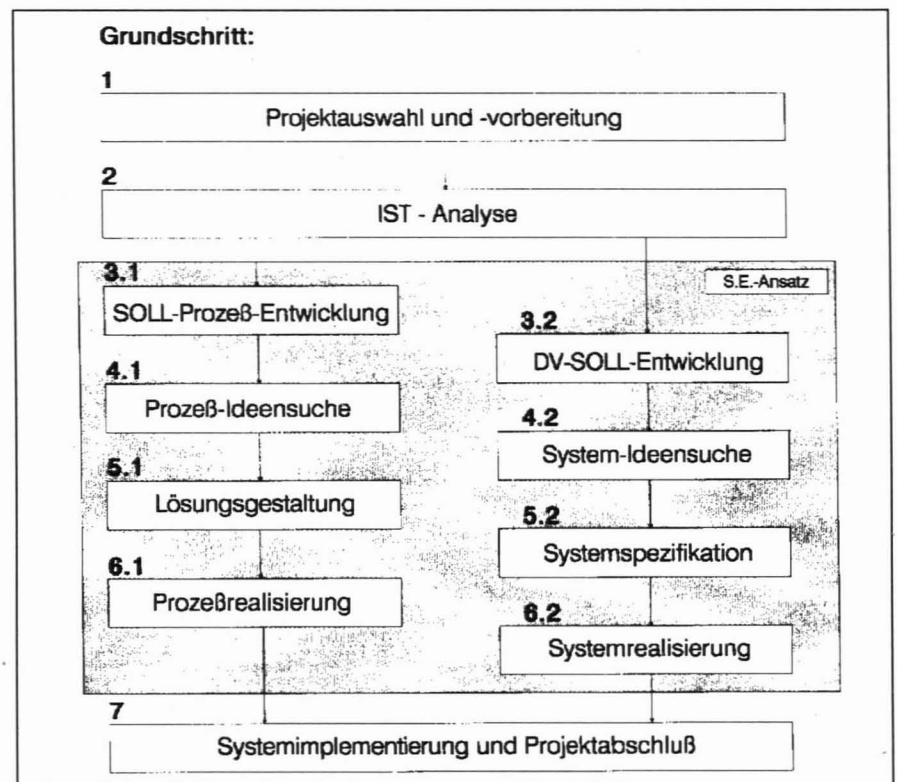 Grundschritt:
1
Projektauswahl und -vorbereitung
2
IST - Analyse
S.E.-Ansatz
3.1
SOLL-Prozeß-Entwicklung
4.1
Prozeß-Ideensuche
5.1
Lösungsgestaltung
6.1
Prozeßrealisierung
3.2
DV-SOLL-Entwicklung
4.2
System-Ideensuche
5.2
Systemspezifikation
6.2
Systemrealisierung
7
Systemimplementierung und Projektabschluß